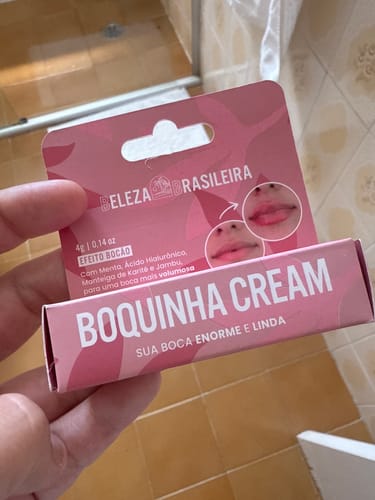 BELEZA BRASILEIRA
4g | 0.14 oz
EFEITO BOCÃO
Com Menta, Ácido Hialurônico,
Manteiga de Karité e Jambu,
para uma boca mais volumosa
BOQUINHA CREAM
SUA BOCA ENORME E LINDA